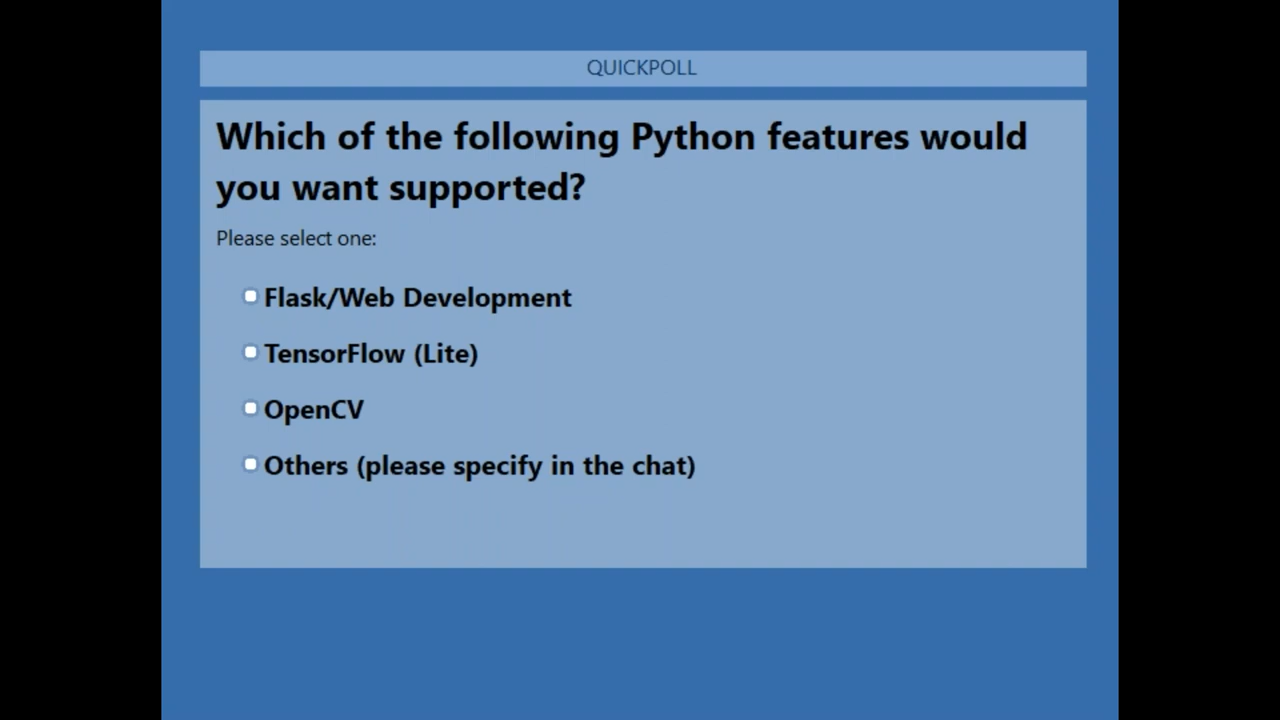 QUICKPOLL
Which of the following Python features would
you want supported?
Please select one:
Flask/Web Development
TensorFlow (Lite)
OpenCV
Others (please specify in the chat)